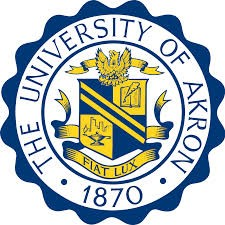 THE UNIVERSITY OF AKRON
FIAT LUX
· 1870 ·